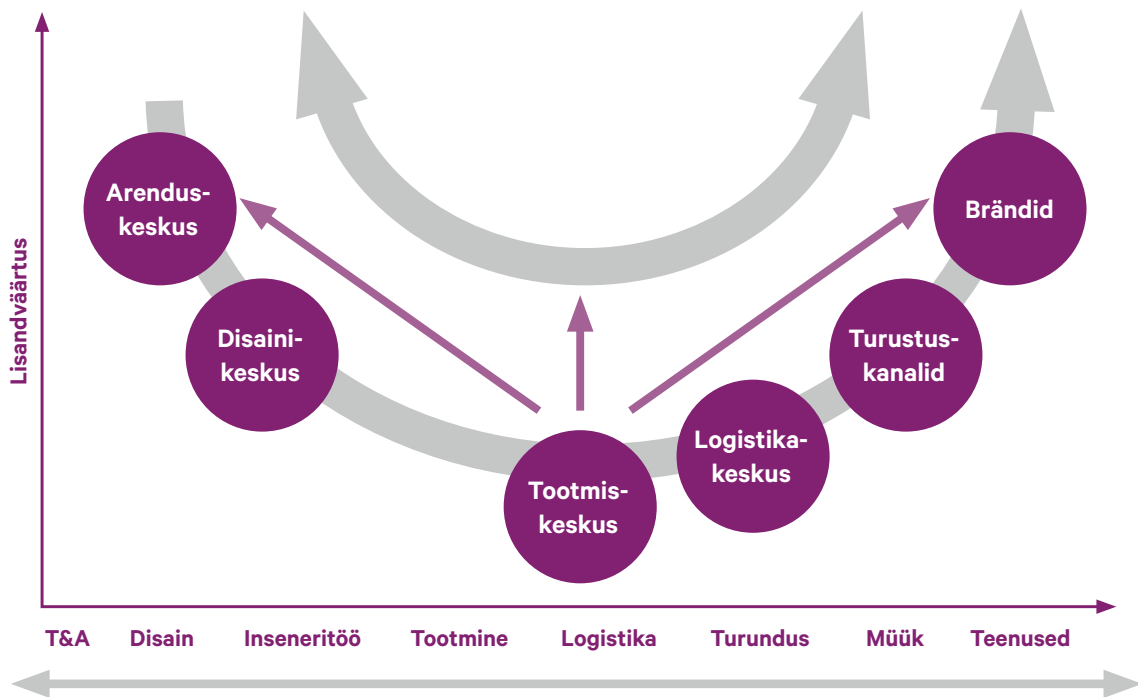 Lisandväärtus
Arendus-
keskus
Disaini-
keskus
Tootmis-
keskus
Logistika-
keskus
Turustus-
kanalid
Brändid
T&A Disain Inseneritöö Tootmine Logistika Turundus Müük Teenused